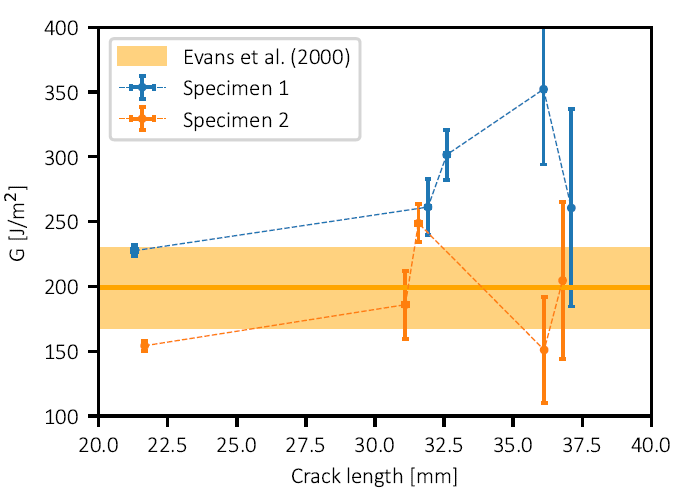 400
350
300
250
200
150
100
G [J/m²]
Evans et al. (2000)
Specimen 1
Specimen 2
20.0 22.5 25.0 27.5 30.0 32.5 35.0 37.5 40.0
Crack length [mm]